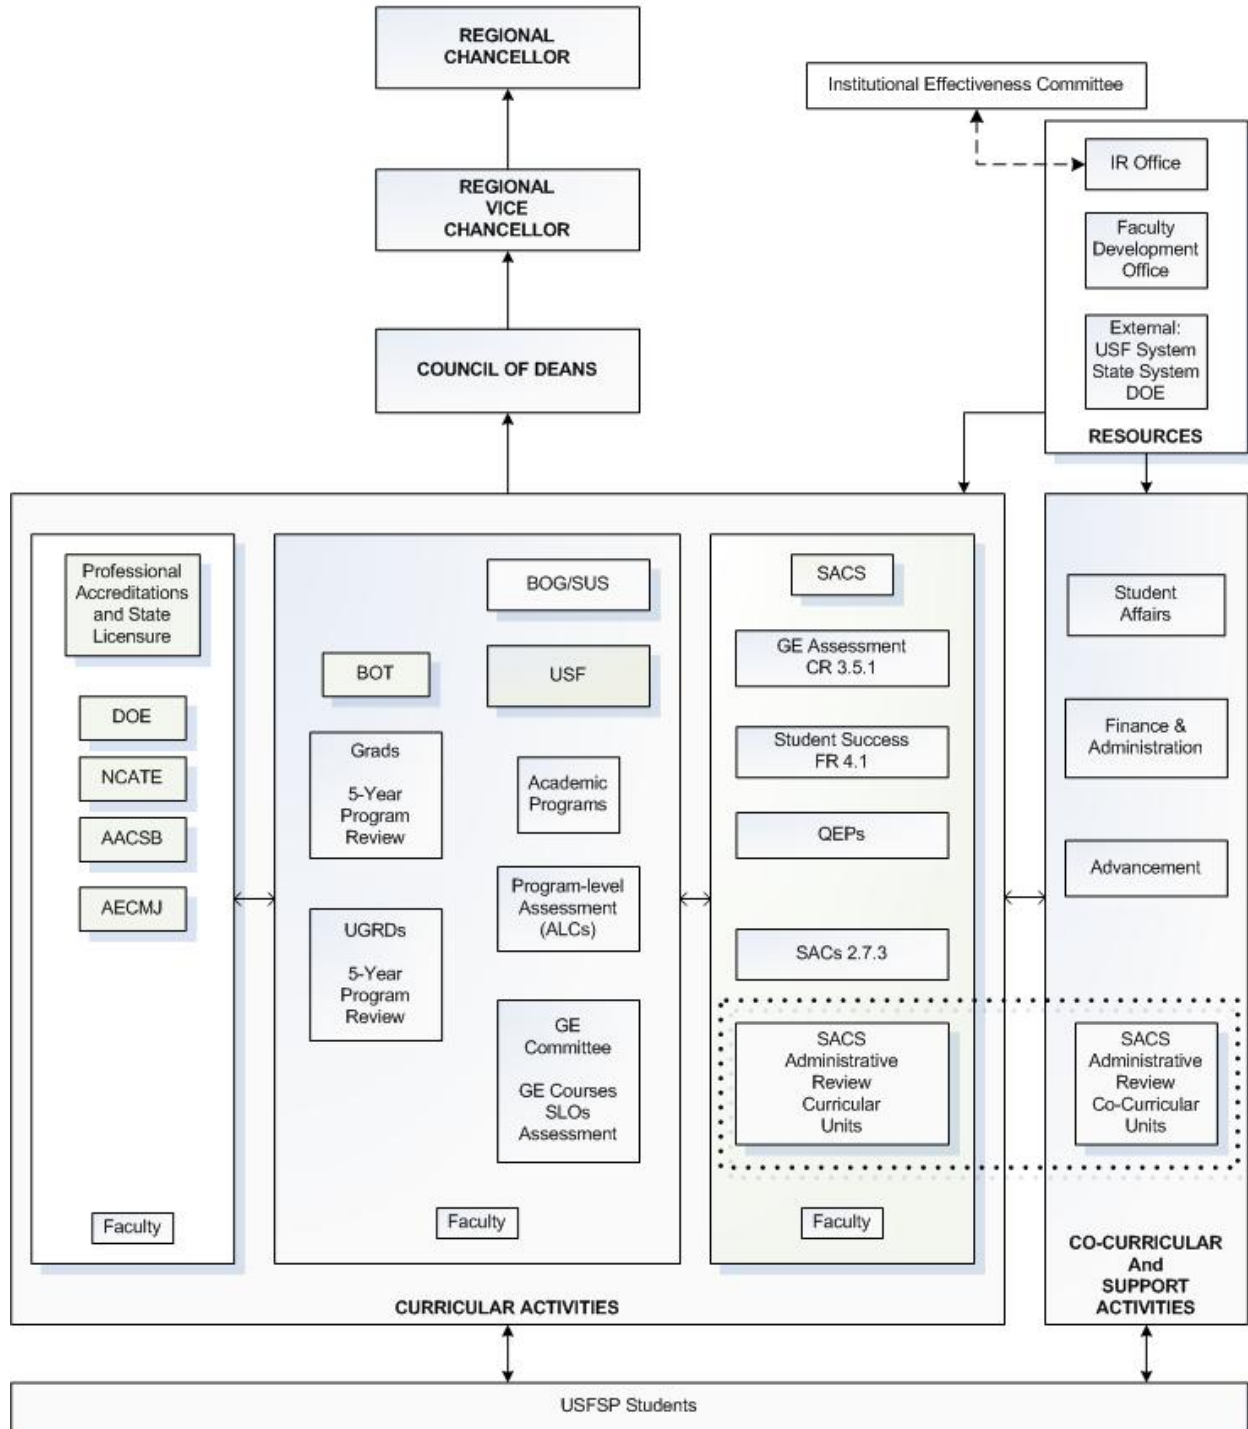 REGIONAL
CHANCELLOR
Institutional Effectiveness Committee
IR Office
REGIONAL
VICE
CHANCELLOR
Faculty
Development
Office
External:
USF System
State System
DOE
RESOURCES
COUNCIL OF DEANS
Professional
Accreditations
and State
Licensure
DOE
NCATE
AACSB
AECMJ
Faculty
BOT
Grads
5-Year
Program
Review
UGRDs
5-Year
Program
Review
BOG/SUS
USF
Academic
Programs
Program-level
Assessment
(ALCs)
GE
Committee
GE Courses
SLOs
Assessment
Faculty
SACS
GE Assessment
CR 3.5.1
Student Success
FR 4.1
QEPs
SACs 2.7.3
SACS
Administrative
Review
Curricular
Units
Faculty
CURRICULAR ACTIVITIES
Student
Affairs
Finance &
Administration
Advancement
SACS
Administrative
Review
Co-Curricular
Units
CO-CURRICULAR
And
SUPPORT
ACTIVITIES
USFSP Students